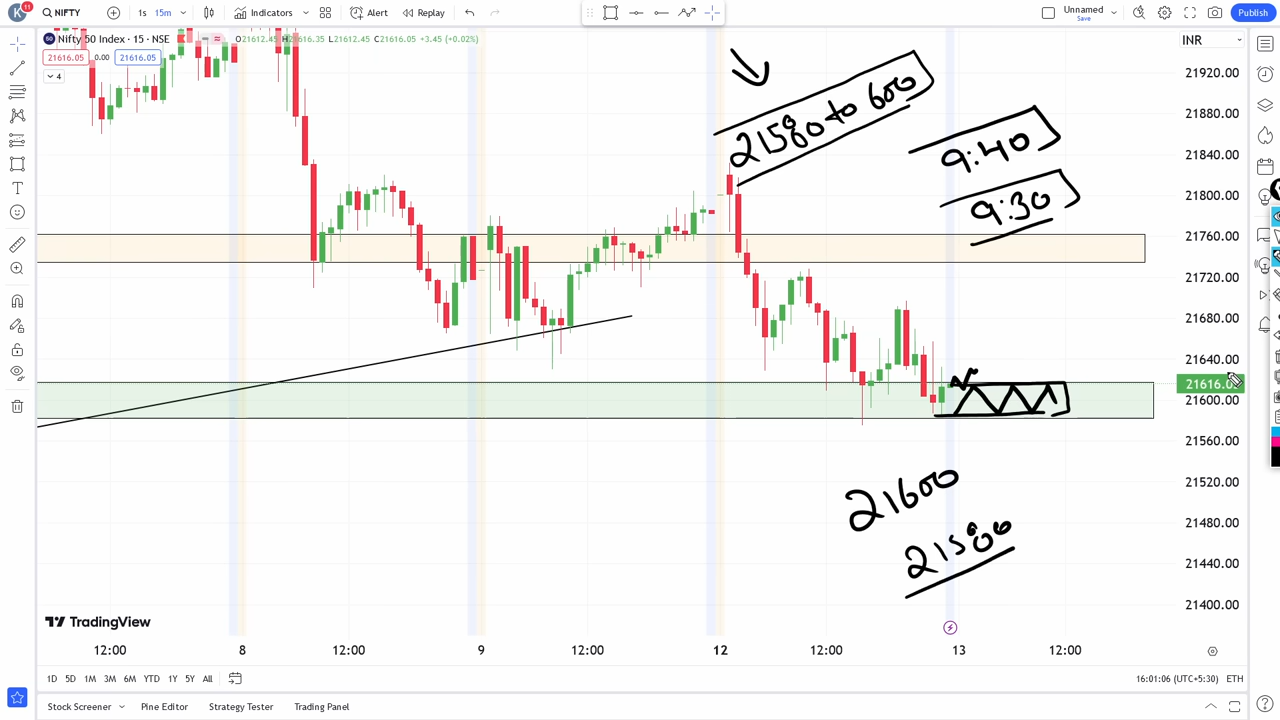 K 11 NIFTY 1s 15m Indicators Alert Replay Unnamed Save Publish
Nifty 50 Index · 15 · NSE O21612.45 H21616.35 L21612.45 C21616.05 +3.45 (+0.02%)
21616.05 0.00 21616.05
4
INR
21920.00
21880.00
21840.00
21800.00
21760.00
21720.00
21680.00
21640.00
21616.0
21600.00
21560.00
21520.00
21480.00
21440.00
21400.00
21580 to 600
9:40
9:30
21600
21580
TradingView
12:00 8 12:00 9 12:00 12 12:00 13 12:00
1D 5D 1M 3M 6M YTD 1Y 5Y All 16:01:06 (UTC+5:30) ETH
Stock Screener Pine Editor Strategy Tester Trading Panel